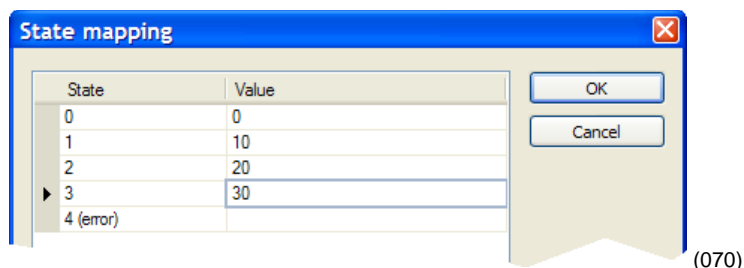 State mapping
State Value
0 0
1 10
2 20
3 30
4 (error)
OK
Cancel
(070)